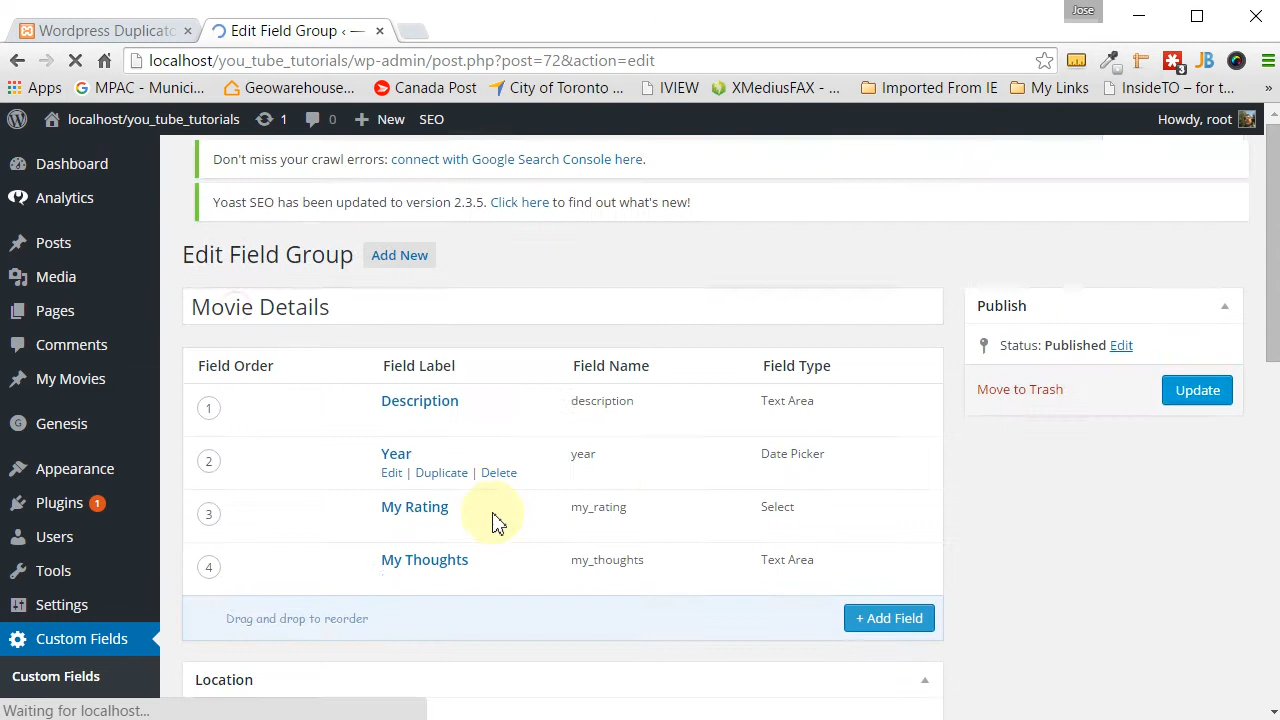 Jose
Wordpress Duplicato
Edit Field Group ‹ —
localhost/you_tube_tutorials/wp-admin/post.php?post=72&action=edit
3
Apps MPAC - Munici... Geowarehouse... Canada Post City of Toronto ... IVIEW XMediusFAX - ... Imported From IE My Links InsideTO – for t... »
localhost/you_tube_tutorials 1 0 New SEO Howdy, root
Don't miss your crawl errors: connect with Google Search Console here.
Yoast SEO has been updated to version 2.3.5. Click here to find out what's new!
Dashboard
Analytics
Posts
Media
Pages
Comments
My Movies
Genesis
Appearance
Plugins 1
Users
Tools
Settings
Custom Fields
Custom Fields
Edit Field Group Add New
Movie Details
Field Order Field Label Field Name Field Type
1 Description description Text Area
2 Year year Date Picker
Edit | Duplicate | Delete
3 My Rating my_rating Select
4 My Thoughts my_thoughts Text Area
Drag and drop to reorder + Add Field
Location
Publish
Status: Published Edit
Move to Trash Update
Waiting for localhost...